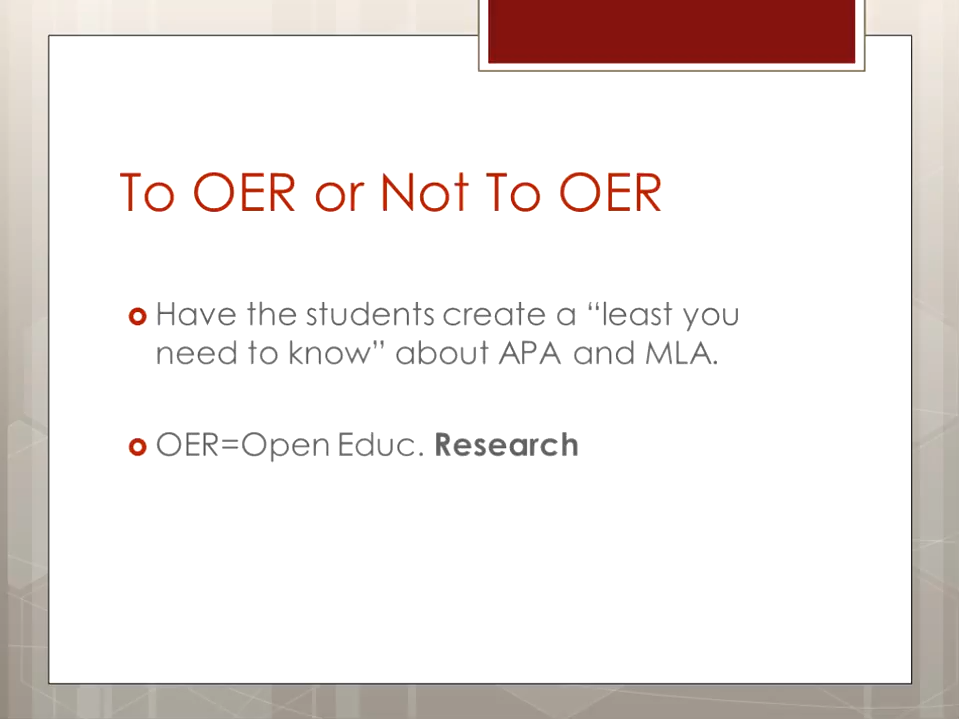 To OER or Not To OER
Have the students create a “least you
need to know” about APA and MLA.
OER=Open Educ. Research